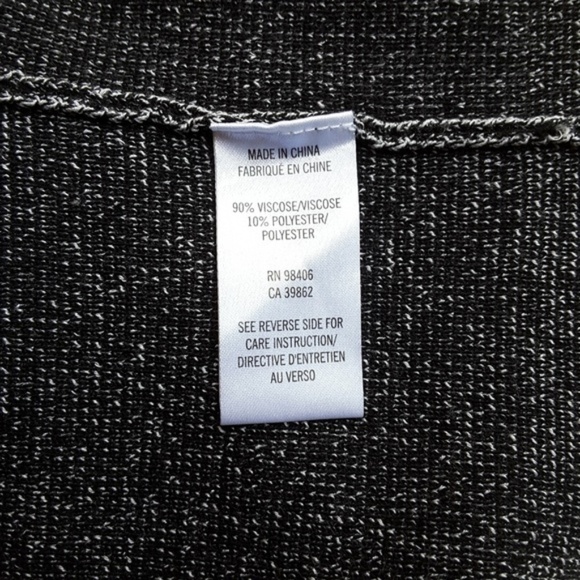 MADE IN CHINA
FABRIQUÉ EN CHINE
90% VISCOSE/VISCOSE
10% POLYESTER/
POLYESTER
RN 98406
CA 39862
SEE REVERSE SIDE FOR
CARE INSTRUCTION/
DIRECTIVE D'ENTRETIEN
AU VERSO